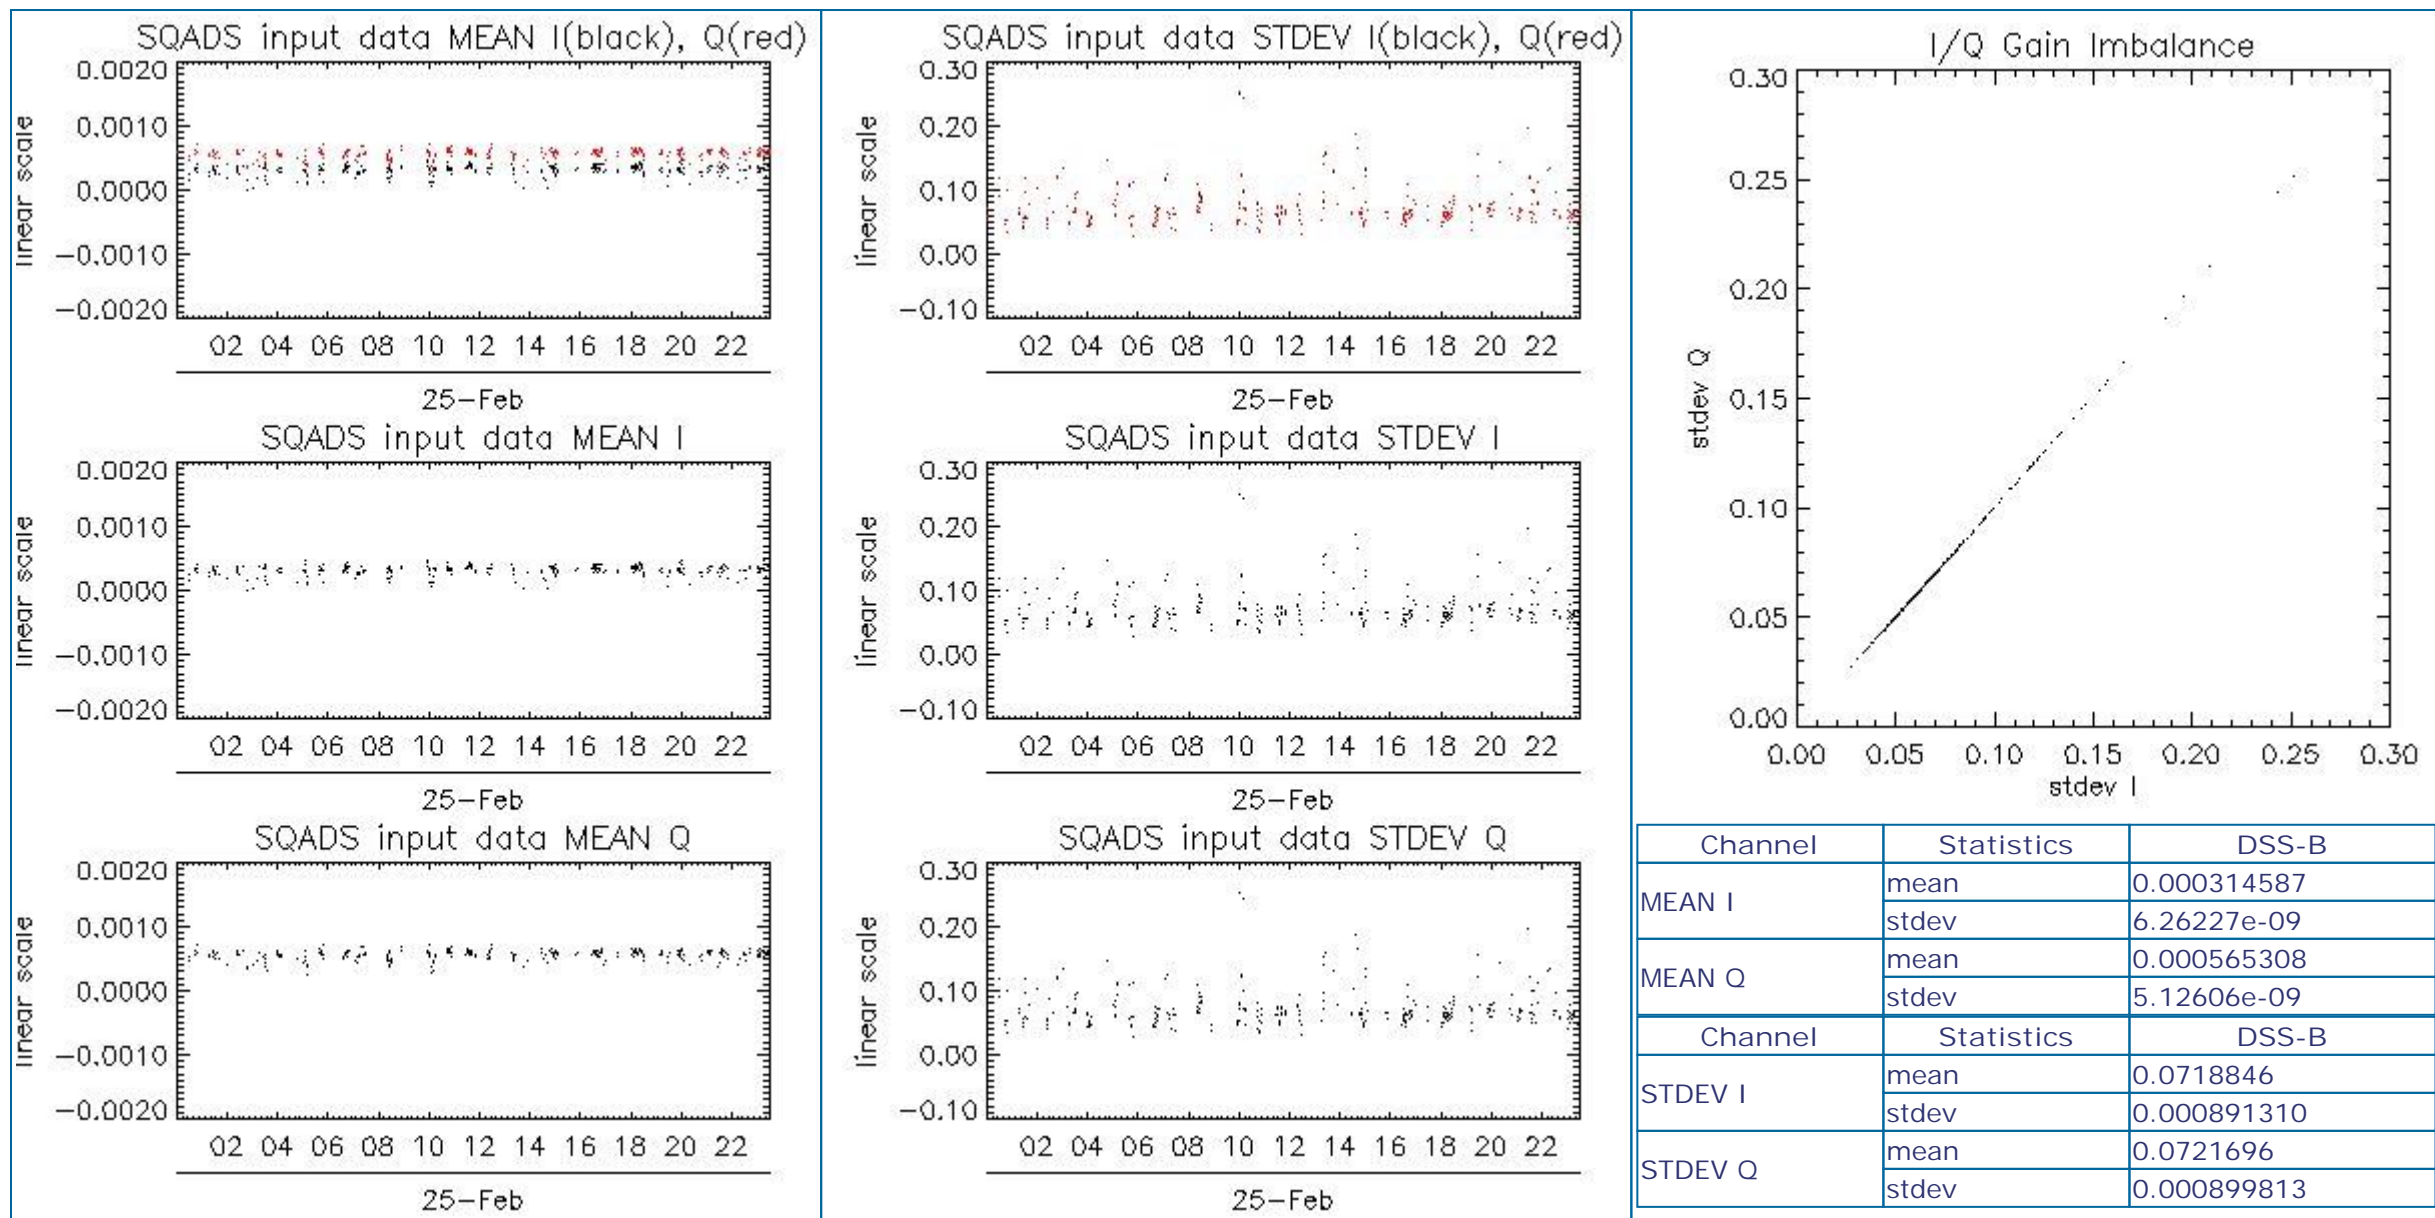 SQADS input data MEAN I(black), Q(red)
linear scale
0.0020
0.0010
0.0000
-0.0010
-0.0020
02 04 06 08 10 12 14 16 18 20 22
25-Feb
SQADS input data MEAN I
linear scale
0.0020
0.0010
0.0000
-0.0010
-0.0020
02 04 06 08 10 12 14 16 18 20 22
25-Feb
SQADS input data MEAN Q
linear scale
0.0020
0.0010
0.0000
-0.0010
-0.0020
02 04 06 08 10 12 14 16 18 20 22
25-Feb
SQADS input data STDEV I(black), Q(red)
linear scale
0.30
0.20
0.10
0.00
-0.10
02 04 06 08 10 12 14 16 18 20 22
25-Feb
SQADS input data STDEV I
linear scale
0.30
0.20
0.10
0.00
-0.10
02 04 06 08 10 12 14 16 18 20 22
25-Feb
SQADS input data STDEV Q
linear scale
0.30
0.20
0.10
0.00
-0.10
02 04 06 08 10 12 14 16 18 20 22
25-Feb
I/Q Gain Imbalance
stdev Q
0.30
0.25
0.20
0.15
0.10
0.05
0.00
0.00 0.05 0.10 0.15 0.20 0.25 0.30
stdev I
Channel Statistics DSS-B
MEAN I mean 0.000314587
stdev 6.26227e-09
MEAN Q mean 0.000565308
stdev 5.12606e-09
Channel Statistics DSS-B
STDEV I mean 0.0718846
stdev 0.000891310
STDEV Q mean 0.0721696
stdev 0.000899813